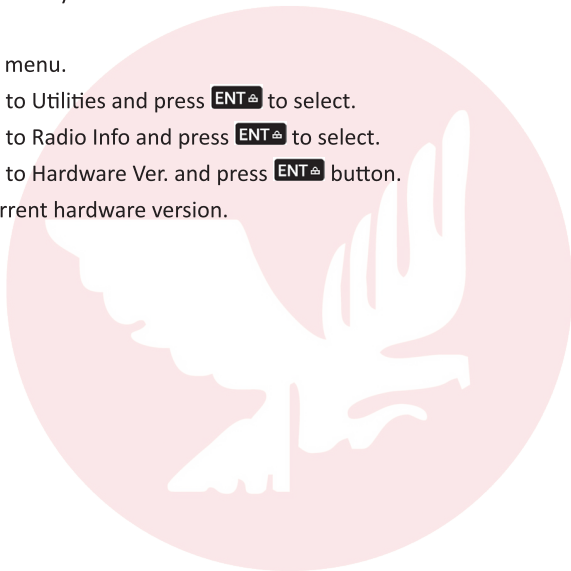 menu.
to Utilities and press ENT to select.
to Radio Info and press ENT to select.
to Hardware Ver. and press ENT button.
rrent hardware version.